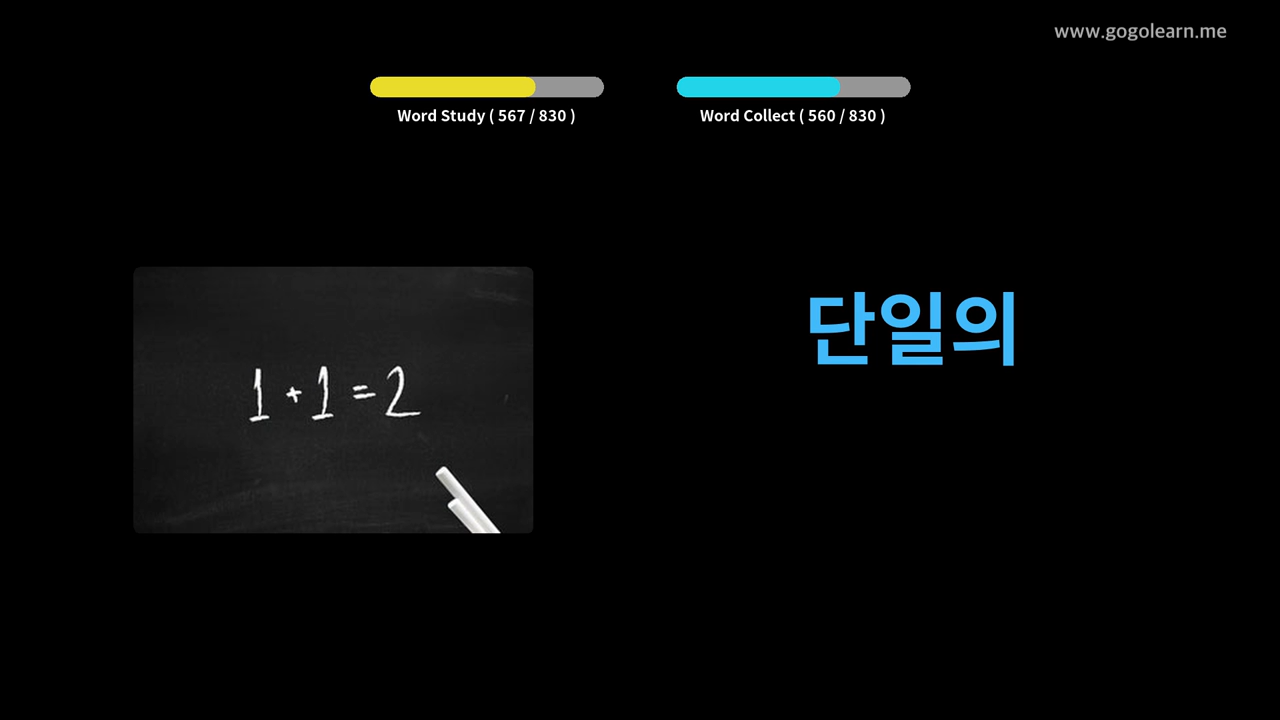 www.gogolearn.me
Word Study ( 567 / 830 )
Word Collect ( 560 / 830 )
단일의
1 + 1 = 2